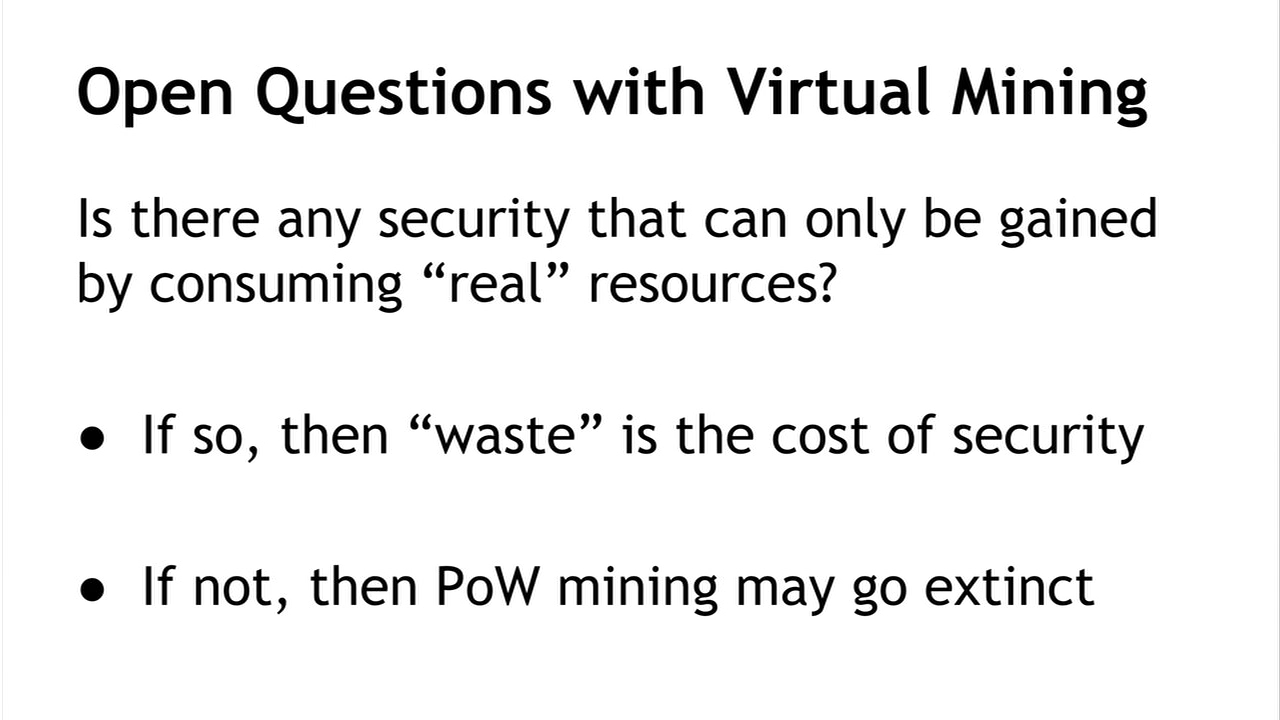 Open Questions with Virtual Mining
Is there any security that can only be gained
by consuming “real” resources?
● If so, then “waste” is the cost of security
● If not, then PoW mining may go extinct